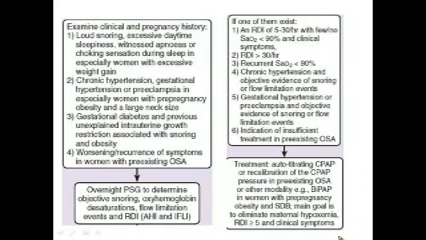 Examine clinical and pregnancy history:
1) Loud snoring, excessive daytime
sleepiness, witnessed apnoeas or
choking sensation during sleep in
especially women with excessive
weight gain
2) Chronic hypertension, gestational
hypertension or preeclampsia in
especially women with prepregnancy
obesity and a large neck size
3) Gestational diabetes and previous
unexplained intrauterine growth
restriction associated with snoring
and obesity
4) Worsening/recurrence of symptoms
in women with preexisting OSA
Overnight PSG to determine
objective snoring, oxyhemoglobin
desaturations, flow limitation
events and RDI (AHI and IFLI)
If one of them exist:
1) An RDI of 5-30/hr with few/no
SaO2 < 90% and clinical
symptoms,
2) RDI > 30/hr
3) Recurrent SaO2 < 90%
4) Chronic hypertension and
objective evidence of snoring
or flow limitation events
5) Gestational hypertension or
preeclampsia and objective
evidence of snoring or flow
limitation events
6) Indication of insufficient
treatment in preexisting OSA
Treatment: auto-titrating CPAP
or recalibration of the CPAP
pressure in preexisting OSA
or other modality e.g., BiPAP
in women with prepregnancy
obesity and SDB; main goal is
to eliminate maternal hypoxemia,
RDI ≥ 5 and clinical symptoms